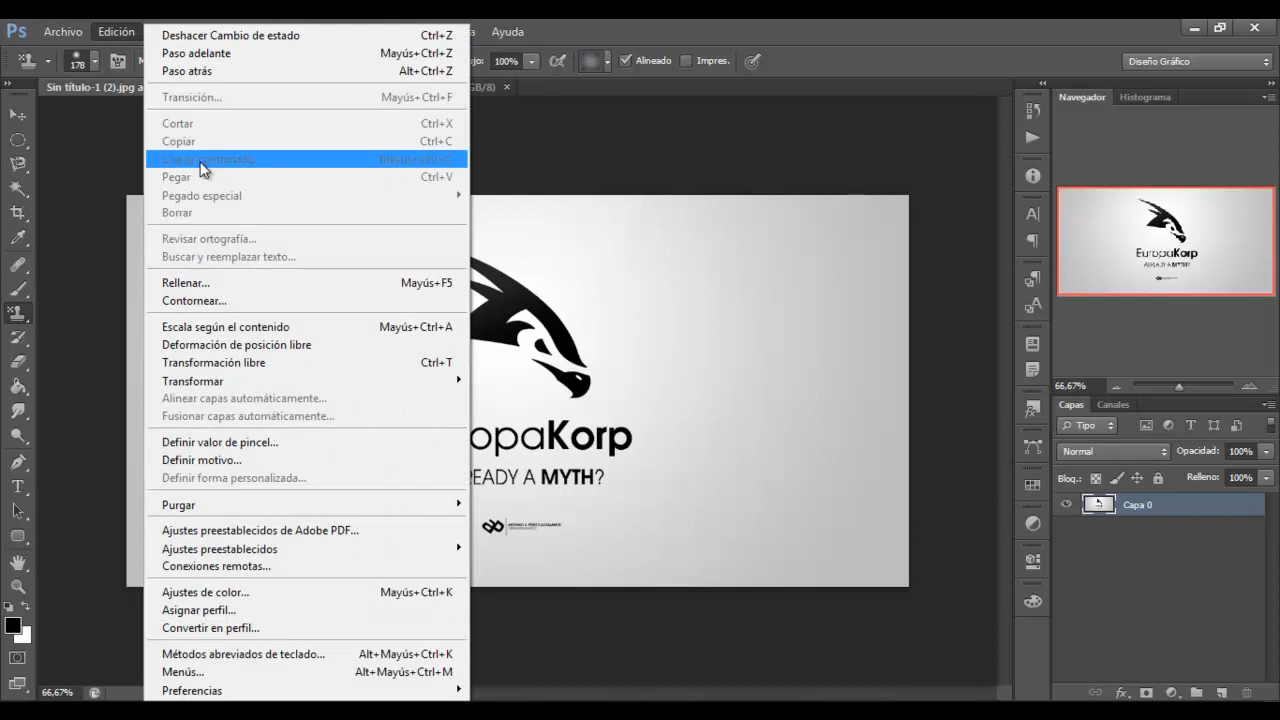 Ps Archivo Edición Ayuda
178 100% Alineado Impres. Diseño Gráfico
Sin título-1 (2).jpg GB/8) ×
Deshacer Cambio de estado Ctrl+Z
Paso adelante Mayús+Ctrl+Z
Paso atrás Alt+Ctrl+Z
Transición... Mayús+Ctrl+F
Cortar Ctrl+X
Copiar Ctrl+C
Copiar combinado Mayús+Ctrl+C
Pegar Ctrl+V
Pegado especial
Borrar
Revisar ortografía...
Buscar y reemplazar texto...
Rellenar... Mayús+F5
Contornear...
Escala según el contenido Mayús+Ctrl+A
Deformación de posición libre
Transformación libre Ctrl+T
Transformar
Alinear capas automáticamente...
Fusionar capas automáticamente...
Definir valor de pincel...
Definir motivo...
Definir forma personalizada...
Purgar
Ajustes preestablecidos de Adobe PDF...
Ajustes preestablecidos
Conexiones remotas...
Ajustes de color... Mayús+Ctrl+K
Asignar perfil...
Convertir en perfil...
Métodos abreviados de teclado... Alt+Mayús+Ctrl+K
Menús... Alt+Mayús+Ctrl+M
Preferencias
opaKorp
READY A MYTH?
66,67%
Navegador Histograma
EuropaKorp
ALREADY A MYTH?
66,67%
Capas Canales
Tipo
Normal Opacidad: 100%
Bloq.: Relleno: 100%
Capa 0